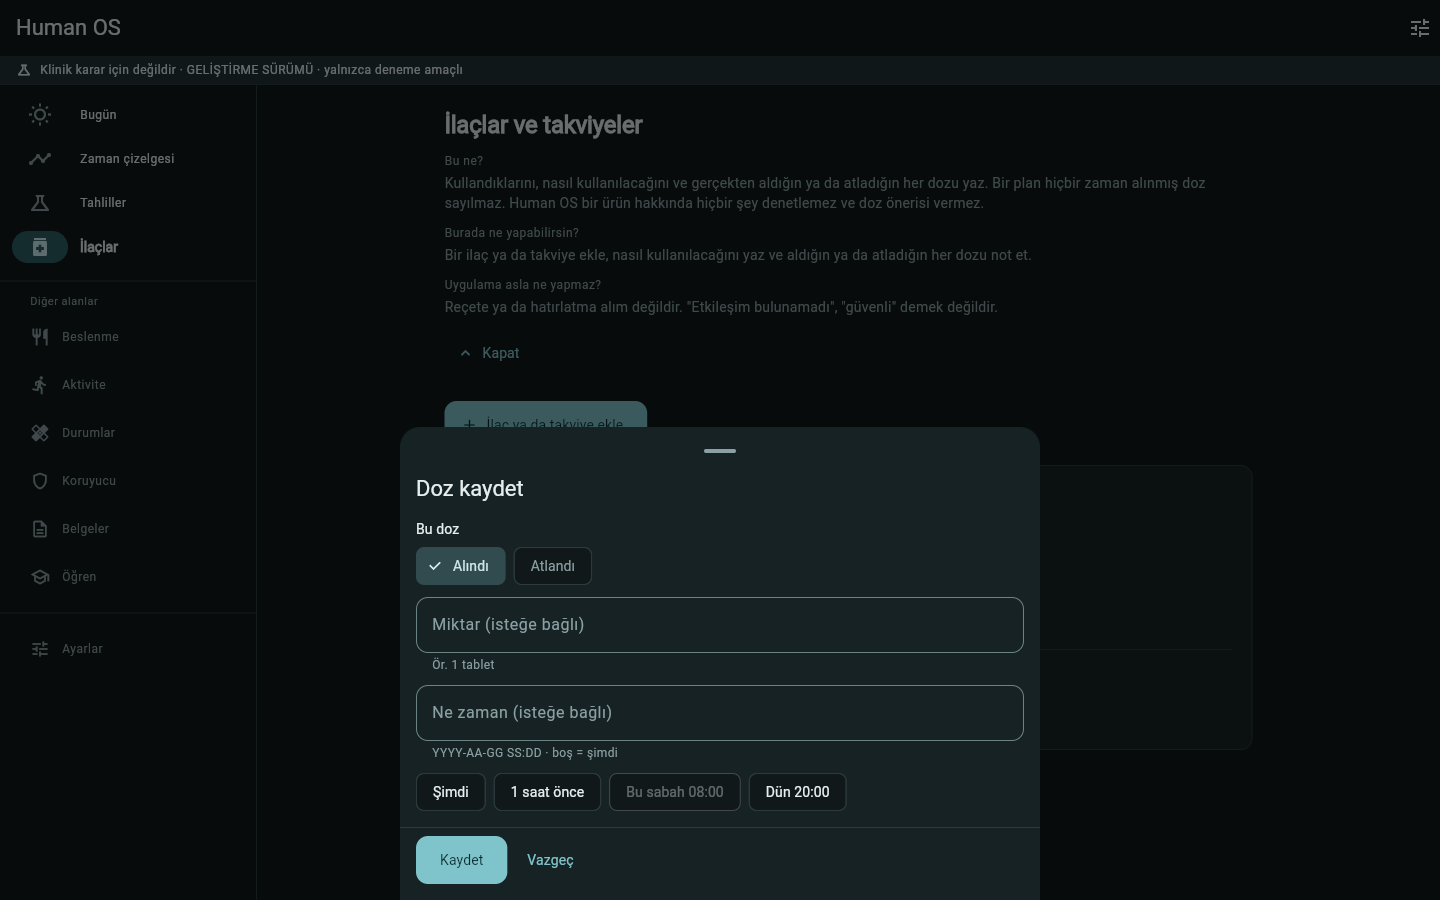 Human OS
Klinik karar için değildir · GELİŞTİRME SÜRÜMÜ · yalnızca deneme amaçlı
Bugün
Zaman çizelgesi
Tahliller
İlaçlar
Diğer alanlar
Beslenme
Aktivite
Durumlar
Koruyucu
Belgeler
Öğren
Ayarlar
İlaçlar ve takviyeler
Bu ne?
Kullandıklarını, nasıl kullanılacağını ve gerçekten aldığın ya da atladığın her dozu yaz. Bir plan hiçbir zaman alınmış doz
sayılmaz. Human OS bir ürün hakkında hiçbir şey denetlemez ve doz önerisi vermez.
Burada ne yapabilirsin?
Bir ilaç ya da takviye ekle, nasıl kullanılacağını yaz ve aldığın ya da atladığın her dozu not et.
Uygulama asla ne yapmaz?
Reçete ya da hatırlatma alım değildir. "Etkileşim bulunamadı", "güvenli" demek değildir.
Kapat
İlaç ya da takviye ekle
Doz kaydet
Bu doz
Alındı
Atlandı
Miktar (isteğe bağlı)
Ör. 1 tablet
Ne zaman (isteğe bağlı)
YYYY-AA-GG SS:DD · boş = şimdi
Şimdi
1 saat önce
Bu sabah 08:00
Dün 20:00
Kaydet
Vazgeç